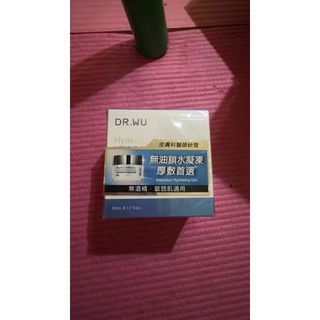 DR.WU
Hyalu
皮膚科醫師研發
無油鎖水凝凍
厚敷首選
Intensive Hydrating Gel
無酒精・敏弱肌適用